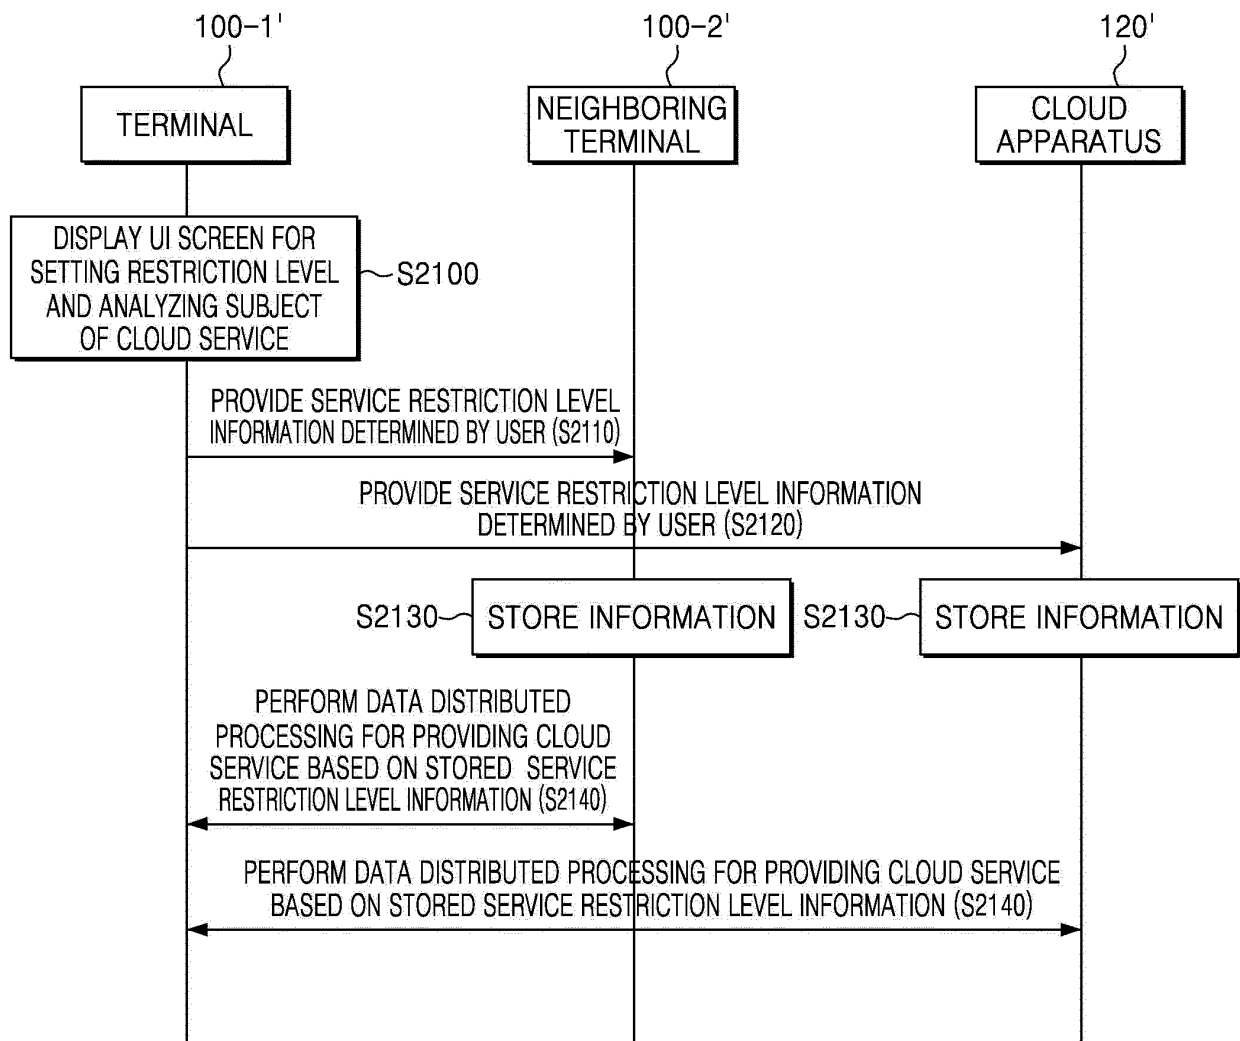 100-1'
100-2'
120'
TERMINAL
NEIGHBORING
TERMINAL
CLOUD
APPARATUS
DISPLAY UI SCREEN FOR
SETTING RESTRICTION LEVEL
AND ANALYZING SUBJECT
OF CLOUD SERVICE
S2100
PROVIDE SERVICE RESTRICTION LEVEL
INFORMATION DETERMINED BY USER (S2110)
PROVIDE SERVICE RESTRICTION LEVEL INFORMATION
DETERMINED BY USER (S2120)
S2130
STORE INFORMATION
S2130
STORE INFORMATION
PERFORM DATA DISTRIBUTED
PROCESSING FOR PROVIDING CLOUD
SERVICE BASED ON STORED SERVICE
RESTRICTION LEVEL INFORMATION (S2140)
PERFORM DATA DISTRIBUTED PROCESSING FOR PROVIDING CLOUD SERVICE
BASED ON STORED SERVICE RESTRICTION LEVEL INFORMATION (S2140)